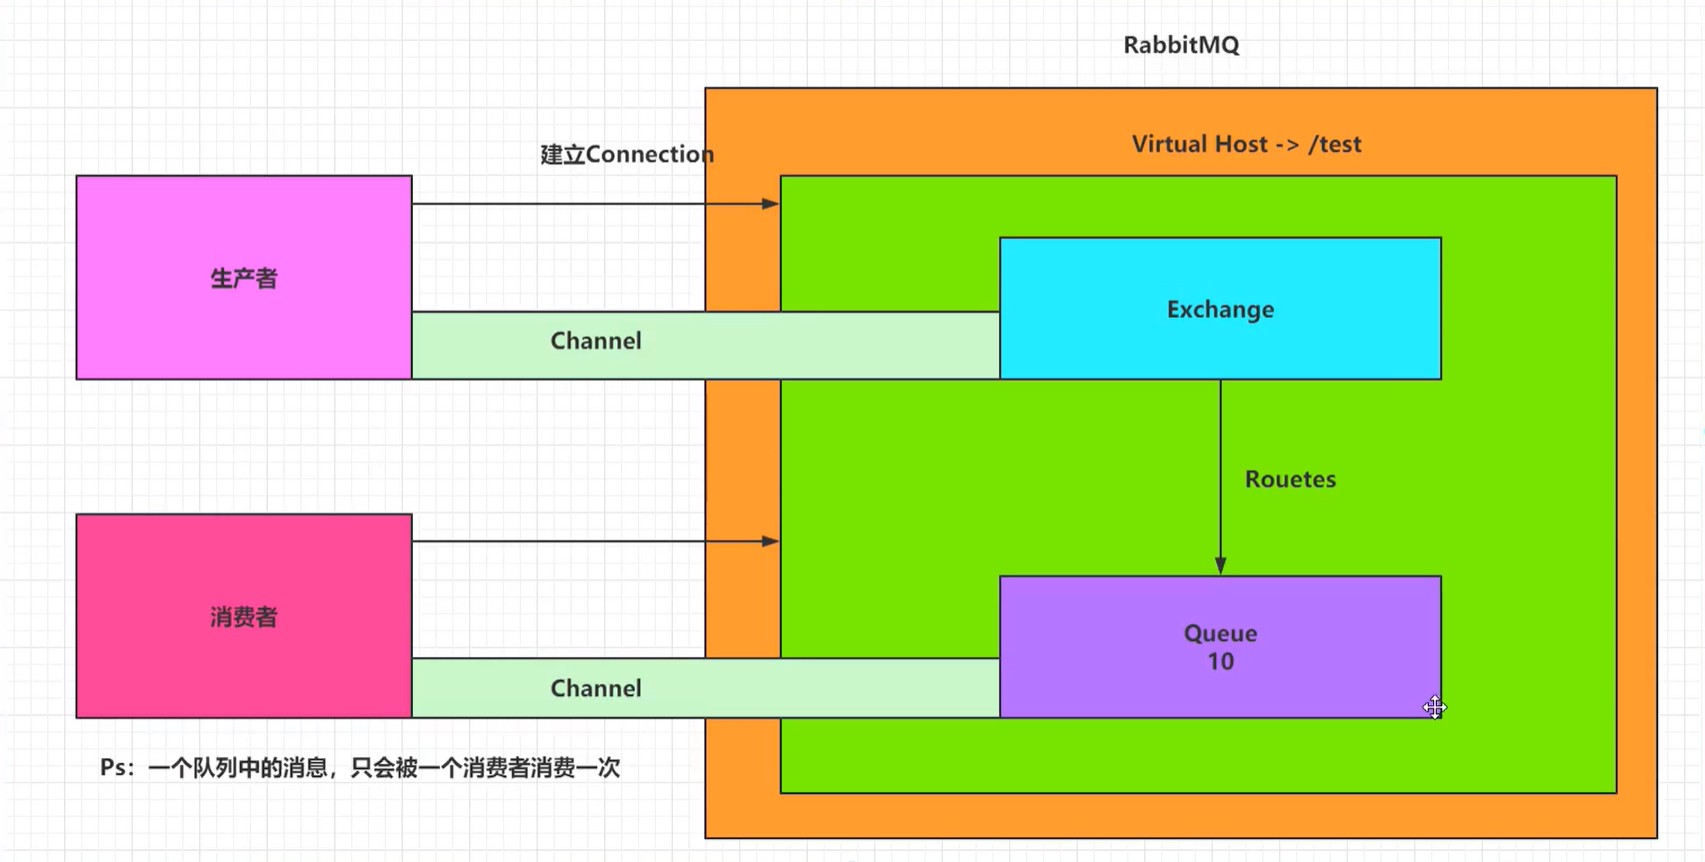 RabbitMQ
Virtual Host -> /test
建立Connection
生产者
Exchange
Channel
Rouetes
消费者
Queue
10
Channel
Ps：一个队列中的消息，只会被一个消费者消费一次